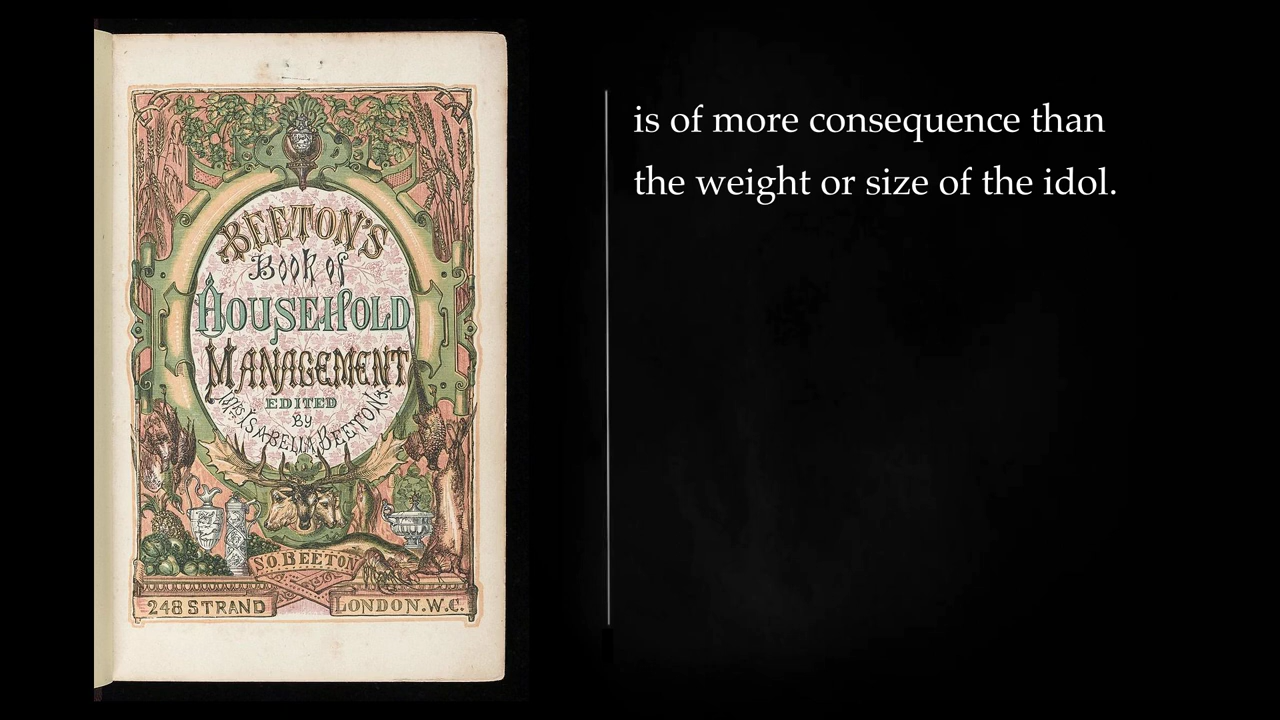 BEETON'S
Book of
HOUSEHOLD
MANAGEMENT
EDITED
BY
MRS ISABELLA BEETON
S.O. BEETON
248 STRAND
LONDON. W.C.
is of more consequence than
the weight or size of the idol.